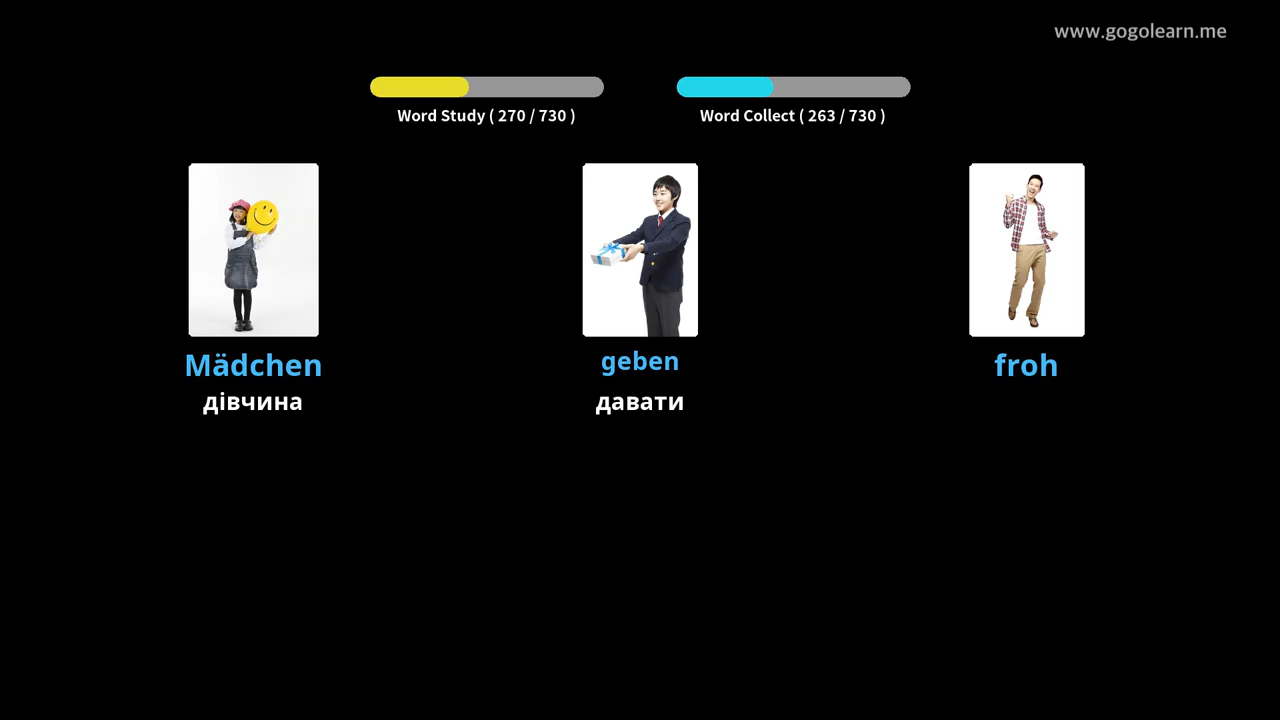 www.gogolearn.me
Word Study ( 270 / 730 )
Word Collect ( 263 / 730 )
Mädchen
дівчина
geben
давати
froh